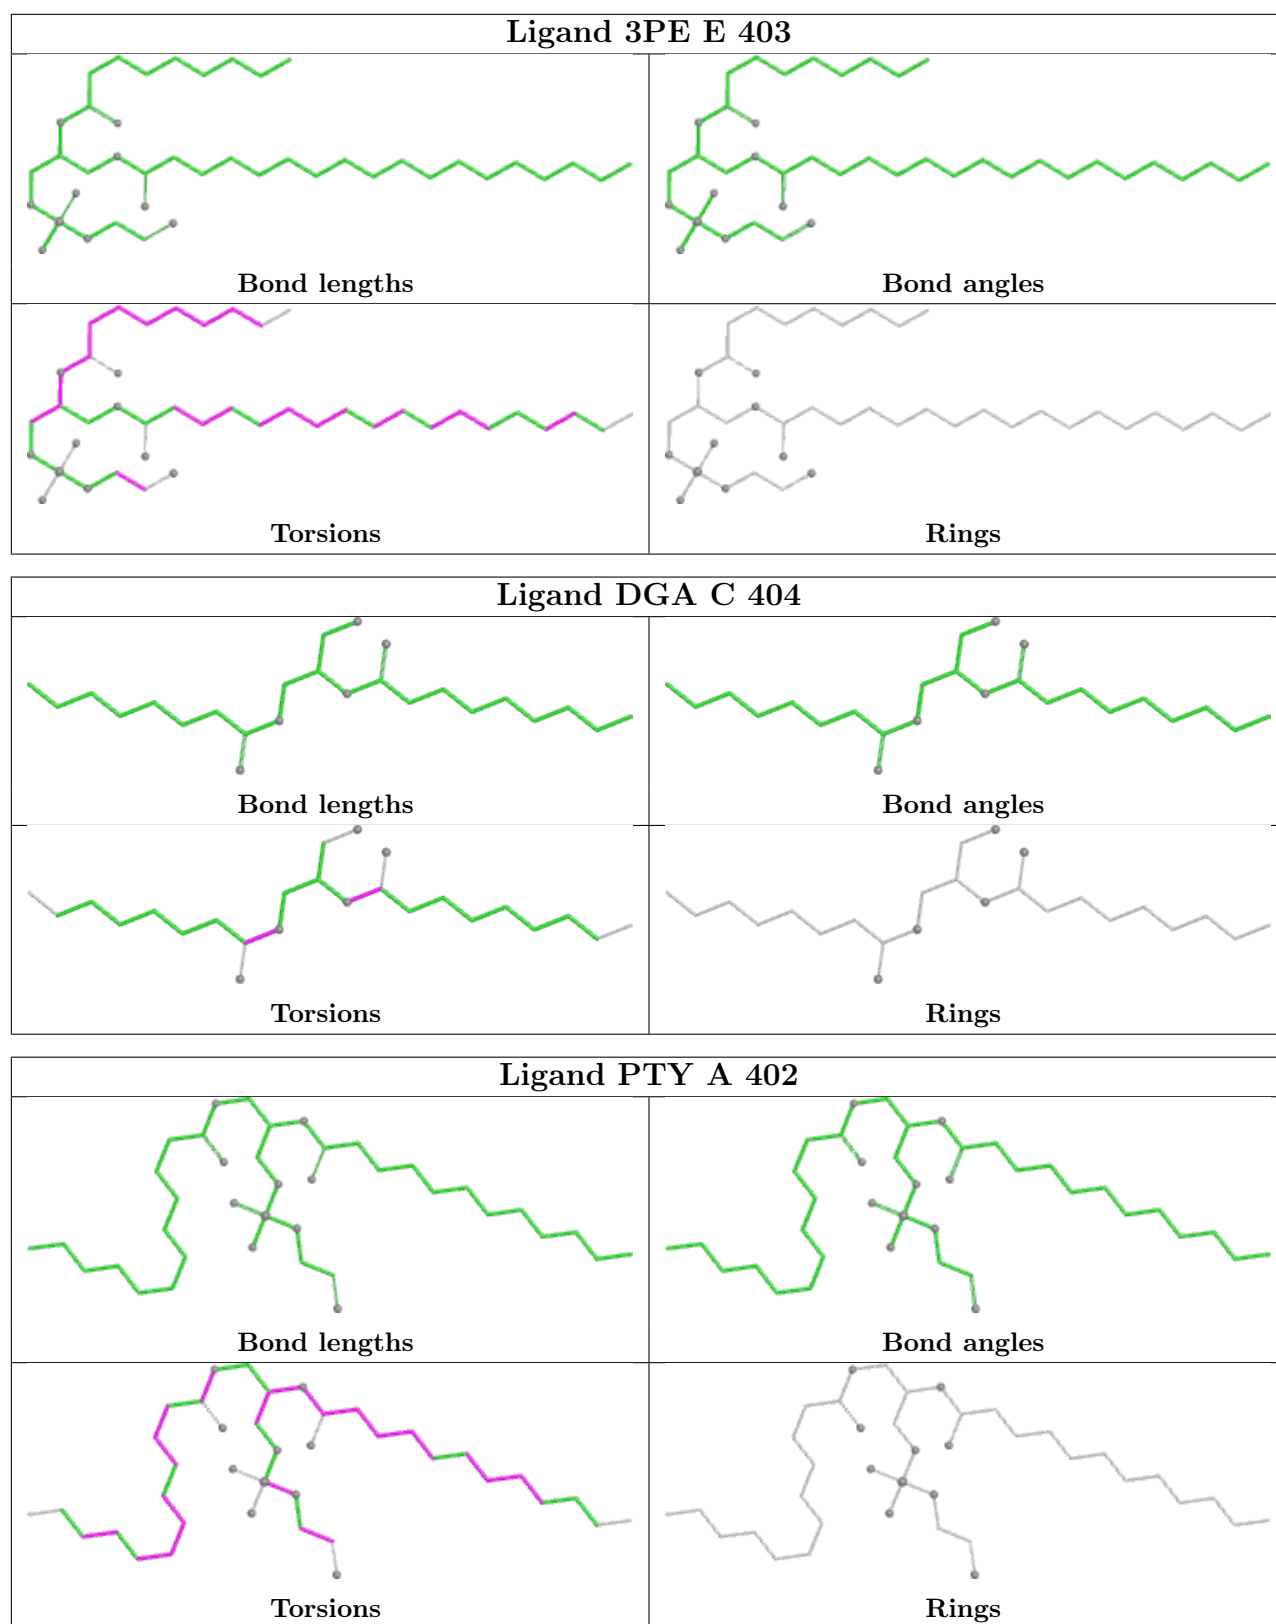 Ligand 3PE E 403
Bond lengths
Bond angles
Torsions
Rings
Ligand DGA C 404
Bond lengths
Bond angles
Torsions
Rings
Ligand PTY A 402
Bond lengths
Bond angles
Torsions
Rings